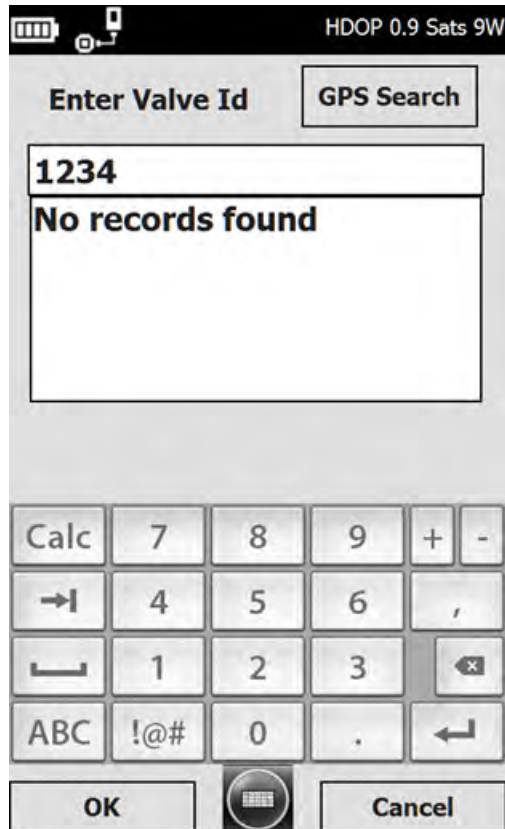 HDOP 0.9 Sats 9W
Enter Valve Id GPS Search
1234
No records found
Calc 7 8 9 + -
4 5 6 ,
1 2 3
ABC !@# 0 .
OK Cancel